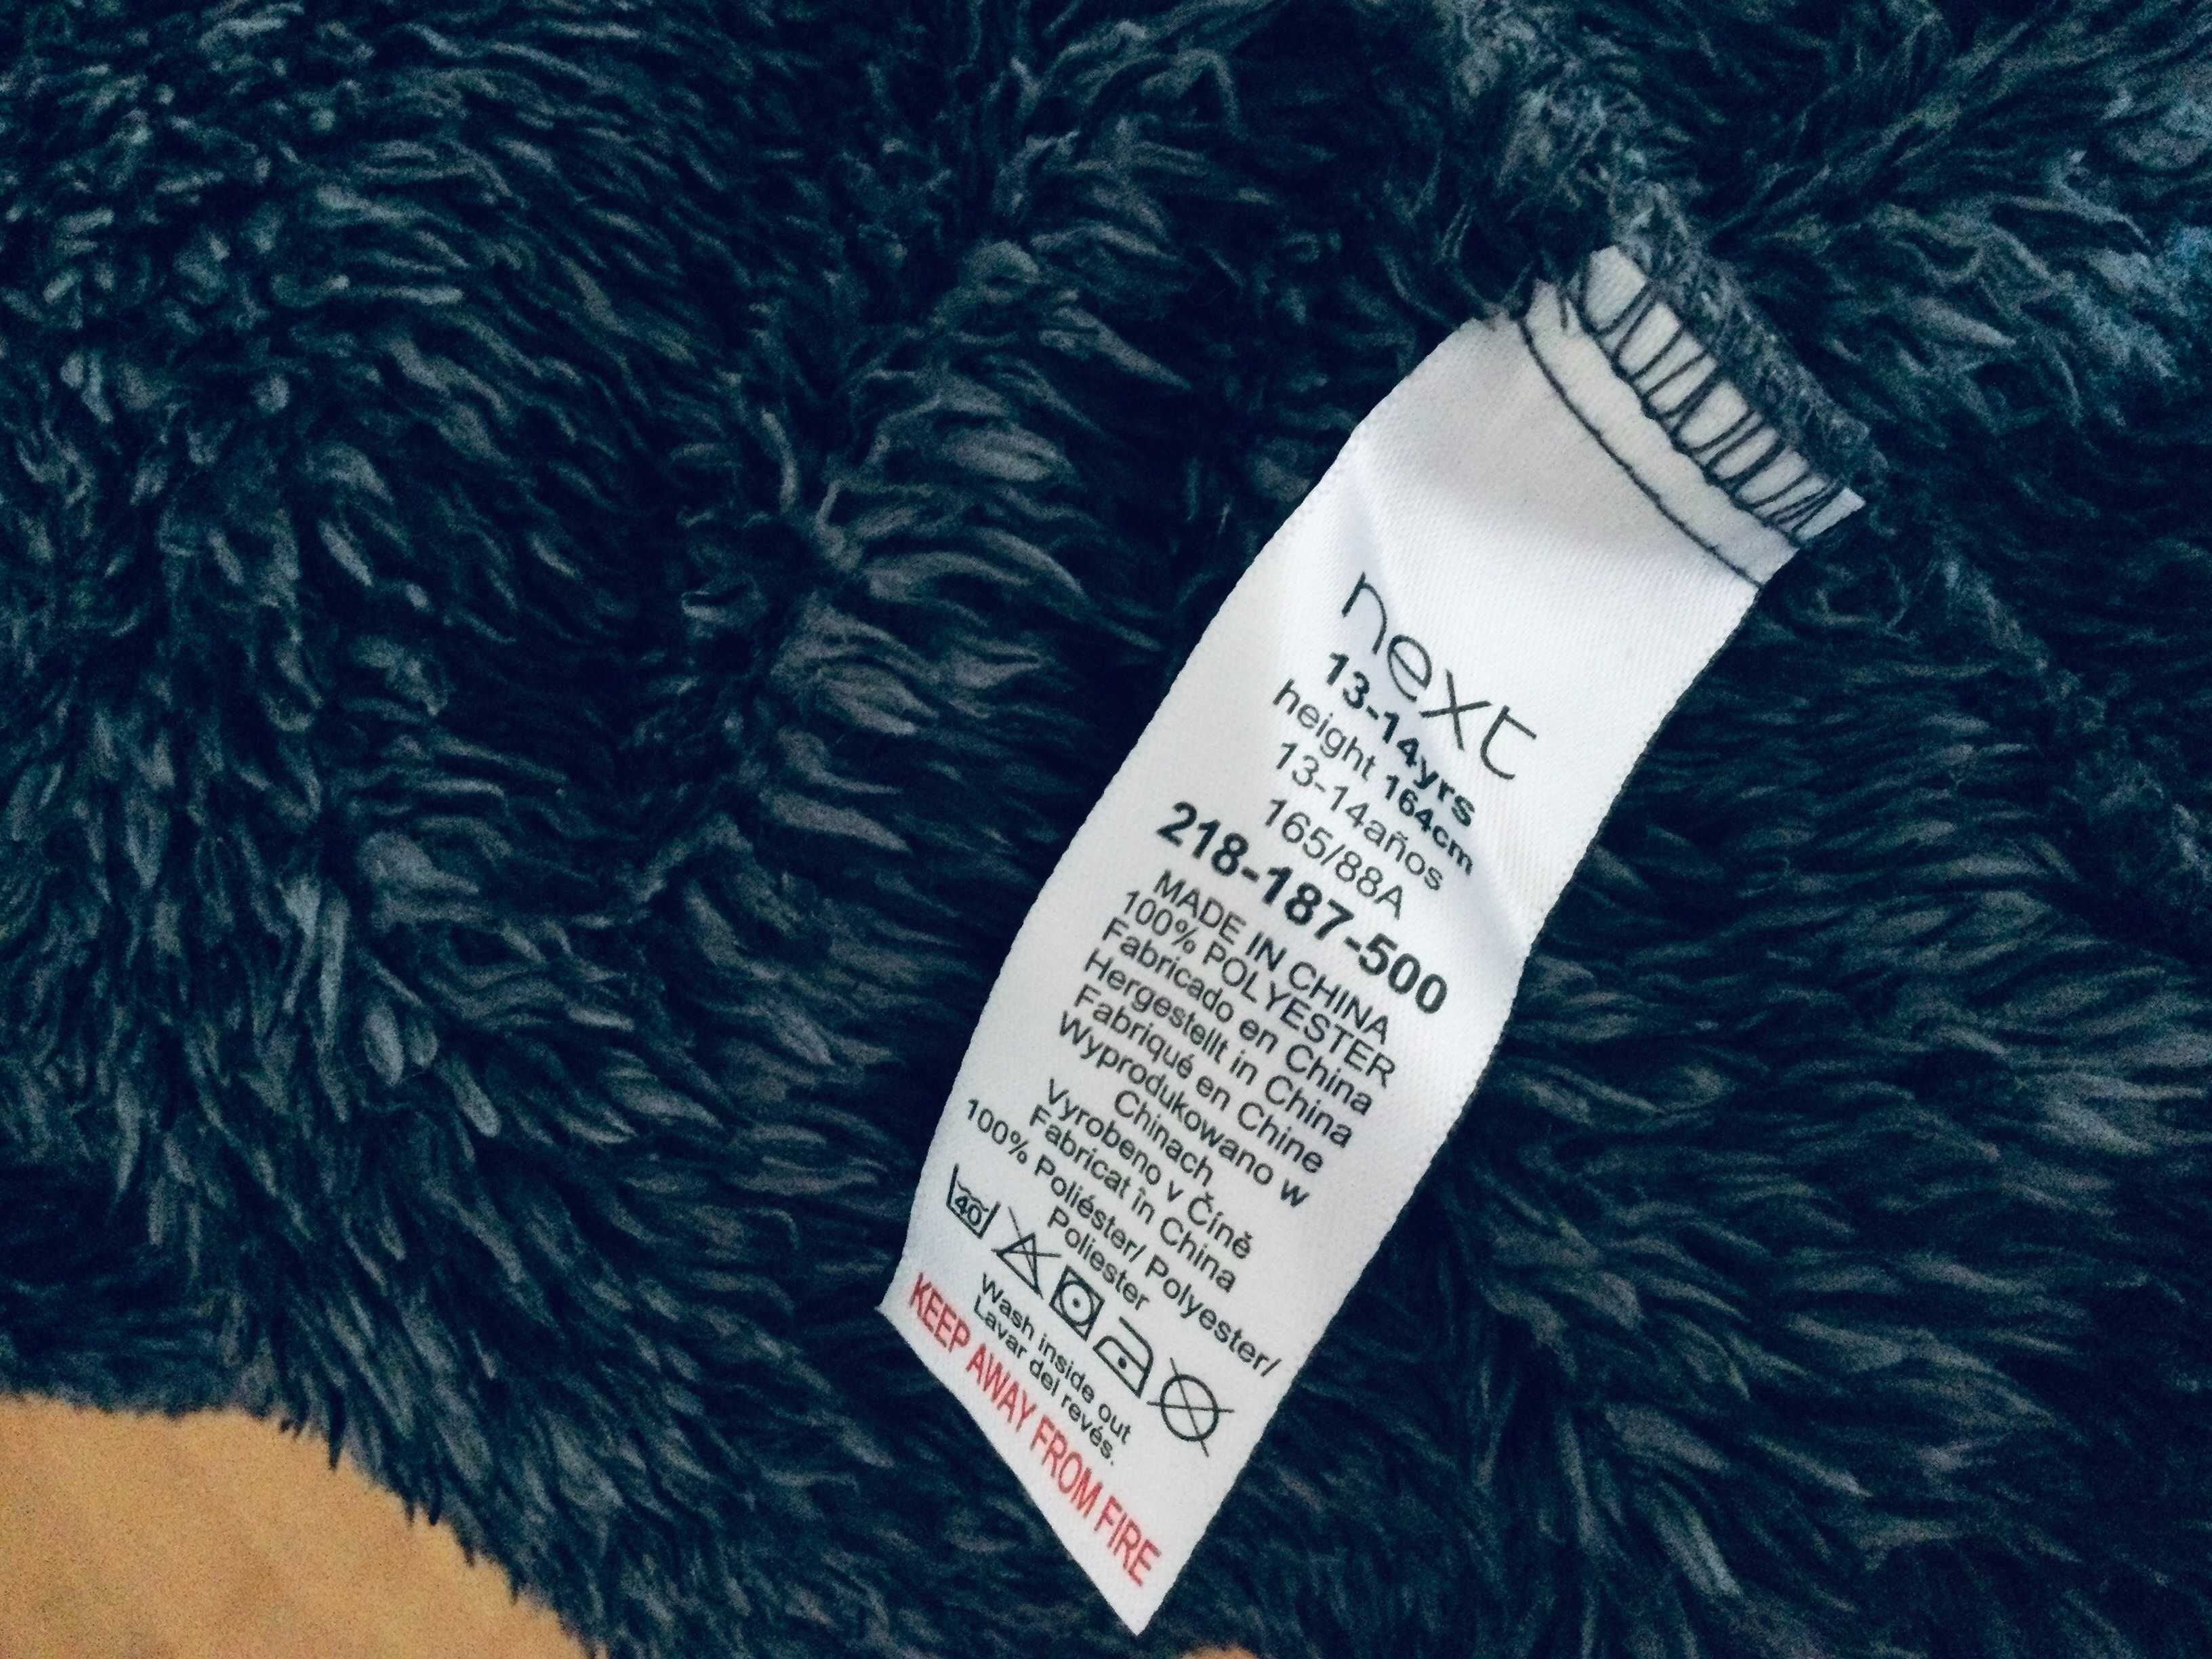 next
13-14yrs
height 164cm
13-14años
165/88A
218-187-500
MADE IN CHINA
100% POLYESTER
Fabricado en China
Hergestellt in China
Fabriqué en Chine
Wyprodukowano w
Chinach
Vyrobeno v Číně
Fabricat în China
100% Poliéster/ Polyester/
Poliester
40
Wash inside out
Lavar del revés.
KEEP AWAY FROM FIRE